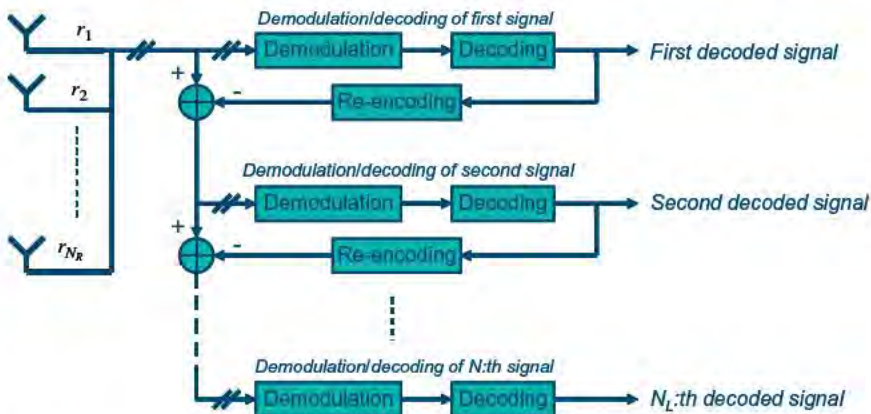 Demodulation/decoding of first signal
r1
Demodulation
Decoding
First decoded signal
+
-
r2
Re-encoding
Demodulation/decoding of second signal
Demodulation
Decoding
Second decoded signal
+
-
rNR
Re-encoding
Demodulation/decoding of N:th signal
Demodulation
Decoding
NL:th decoded signal